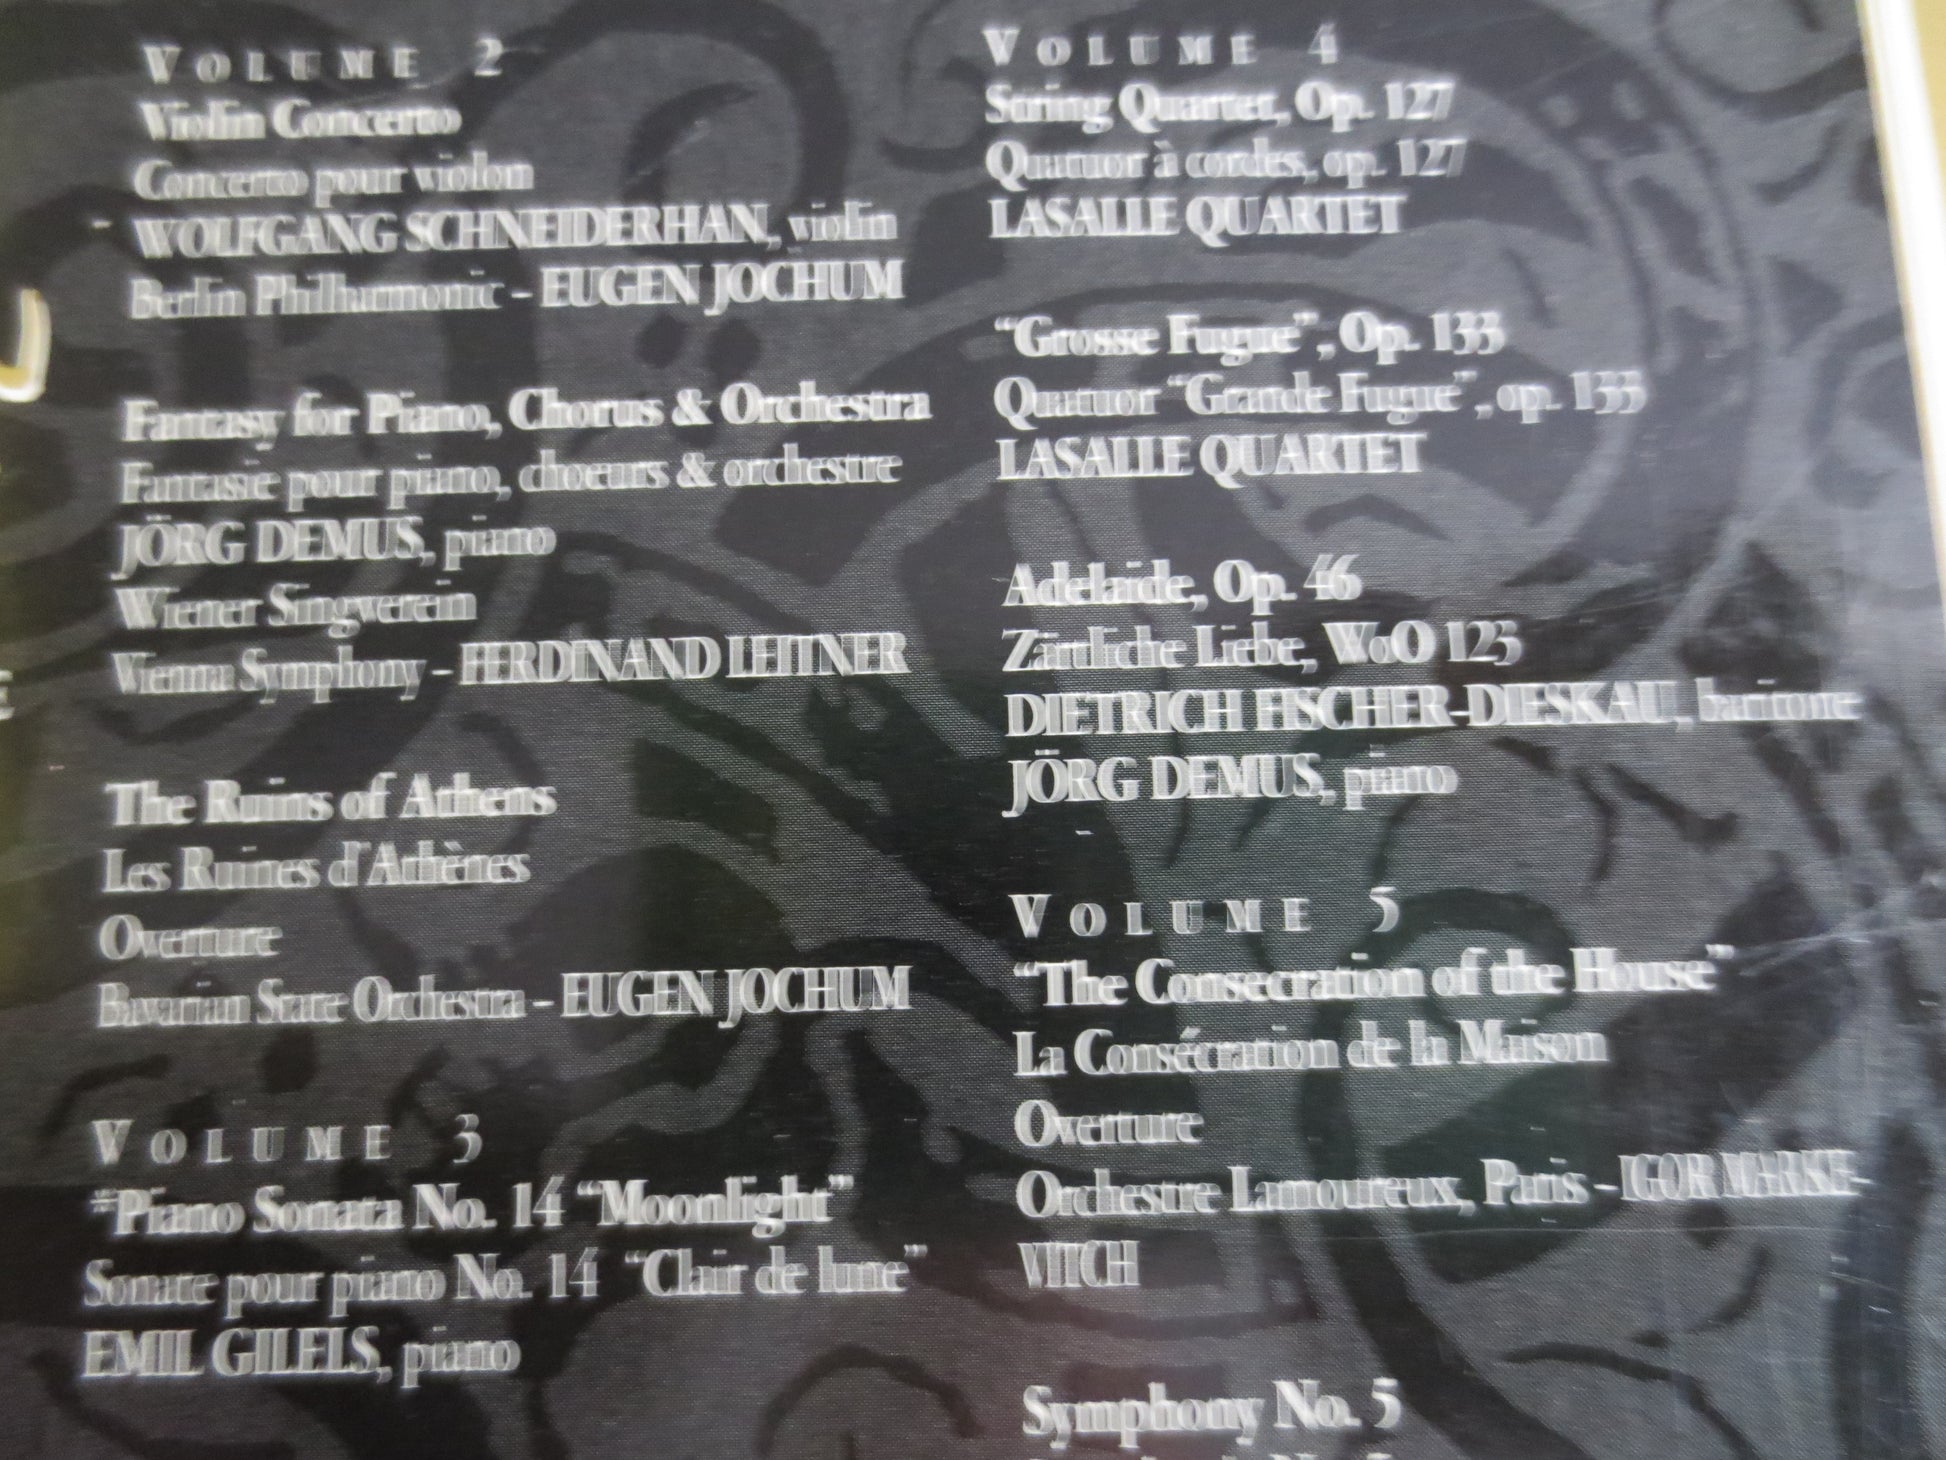 VOLUME 2
Violin Concerto
Concerto pour violon
WOLFGANG SCHNEIDERHAN, violin
Berlin Philharmonic - EUGEN JOCHUM
Fantasy for Piano, Chorus & Orchestra
Fantasie pour piano, choeurs & orchestre
JÖRG DEMUS, piano
Wiener Singverein
Vienna Symphony - FERDINAND LEITNER
The Ruins of Athens
Les Ruines d'Athènes
Overture
Bavarian State Orchestra - EUGEN JOCHUM
VOLUME 3
*Piano Sonata No. 14 “Moonlight”
Sonate pour piano No. 14 “Clair de lune”
EMIL GILELS, piano
VOLUME 4
String Quartet, Op. 127
Quatuor à cordes, op. 127
LASALLE QUARTET
“Grosse Fugue”, Op. 133
Quatuor “Grande Fugue”, op. 133
LASALLE QUARTET
Adelaide, Op. 46
Zärtliche Liebe, WoO 123
DIETRICH FISCHER-DIESKAU, baritone
JÖRG DEMUS, piano
VOLUME 5
“The Consecration of the House”
La Consécration de la Maison
Overture
Orchestre Lamoureux, Paris - IGOR MARKE-
VITCH
Symphony No. 5